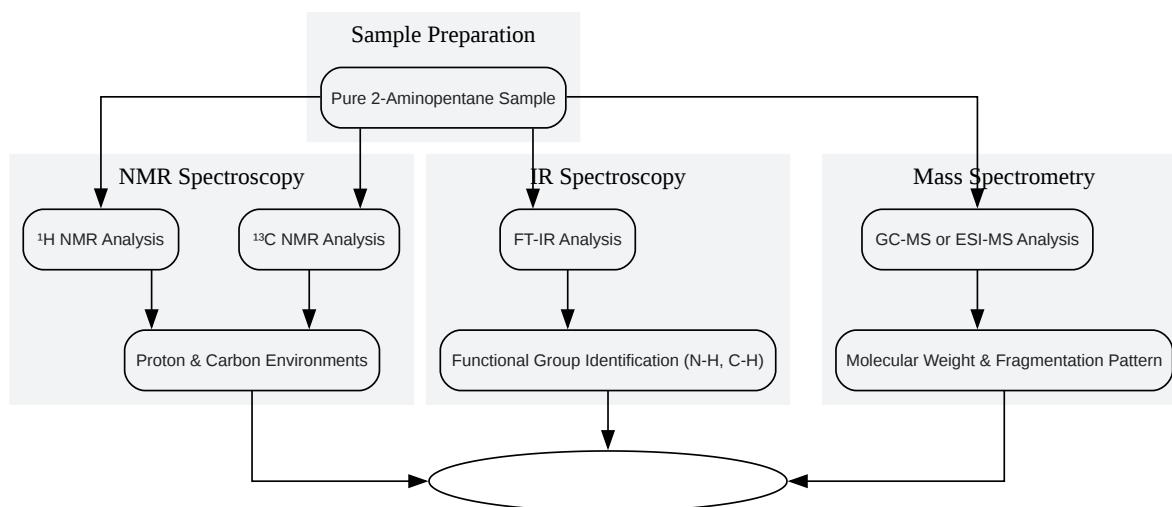 Sample Preparation
Pure 2-Aminopentane Sample
NMR Spectroscopy
IR Spectroscopy
Mass Spectrometry
¹H NMR Analysis
¹³C NMR Analysis
FT-IR Analysis
GC-MS or ESI-MS Analysis
Proton & Carbon Environments
Functional Group Identification (N-H, C-H)
Molecular Weight & Fragmentation Pattern